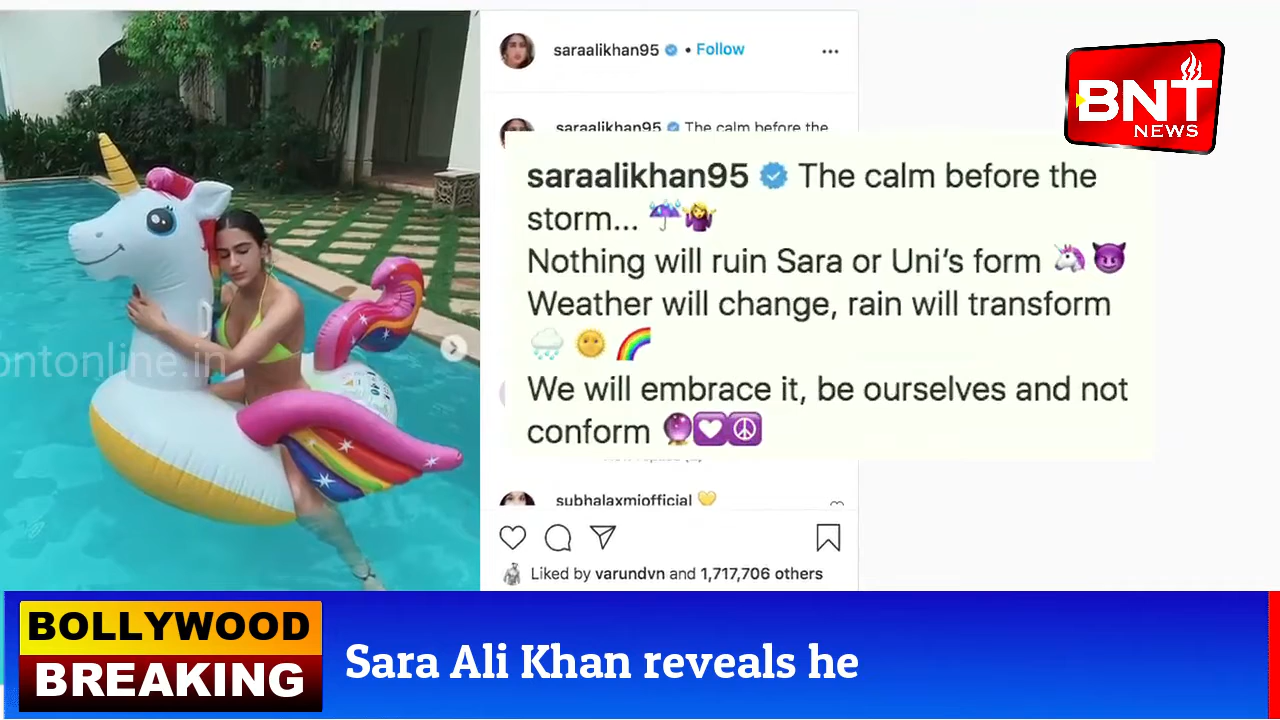 saraalikhan95 • Follow
saraalikhan95 The calm before the
BNT
NEWS
saraalikhan95 The calm before the
storm... ☔🤷‍♀️
Nothing will ruin Sara or Uni’s form 🦄😈
Weather will change, rain will transform
🌧️ 🌞 🌈
We will embrace it, be ourselves and not
conform 🔮💟☮️
bntonline.in
subhalaxmiofficial 💛
Liked by varundvn and 1,717,706 others
BOLLYWOOD
BREAKING
Sara Ali Khan reveals he